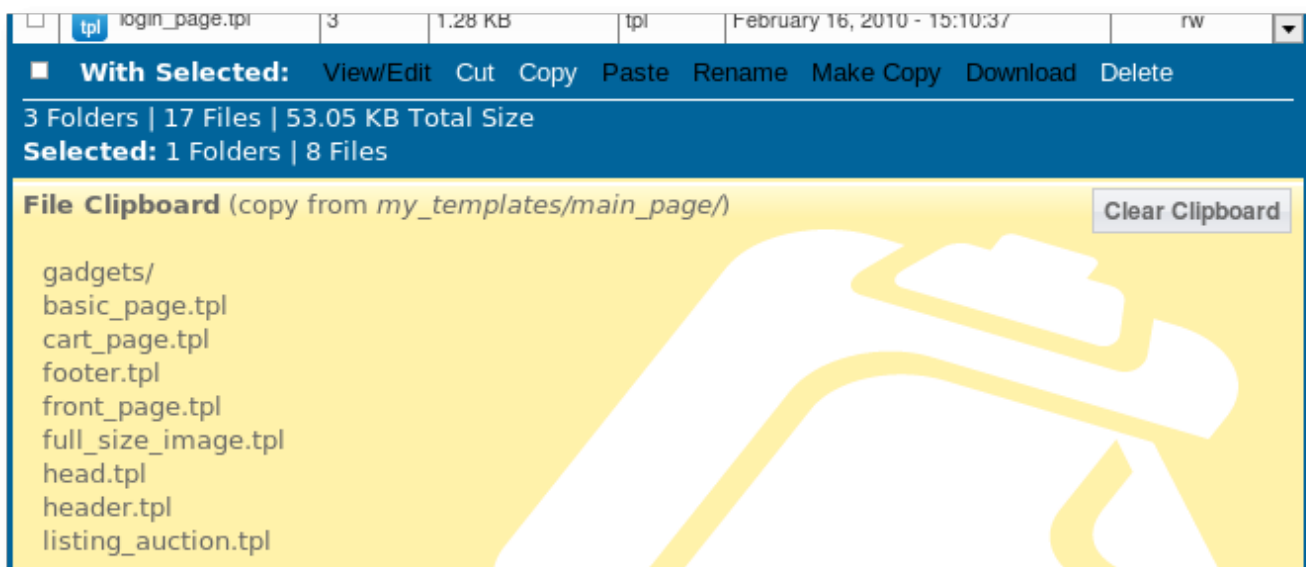 tpl login_page.tpl 3 1.28 KB tpl February 16, 2010 - 15:10:37 rw
With Selected: View/Edit Cut Copy Paste Rename Make Copy Download Delete
3 Folders | 17 Files | 53.05 KB Total Size
Selected: 1 Folders | 8 Files
File Clipboard (copy from my_templates/main_page/) Clear Clipboard
gadgets/
basic_page.tpl
cart_page.tpl
footer.tpl
front_page.tpl
full_size_image.tpl
head.tpl
header.tpl
listing_auction.tpl